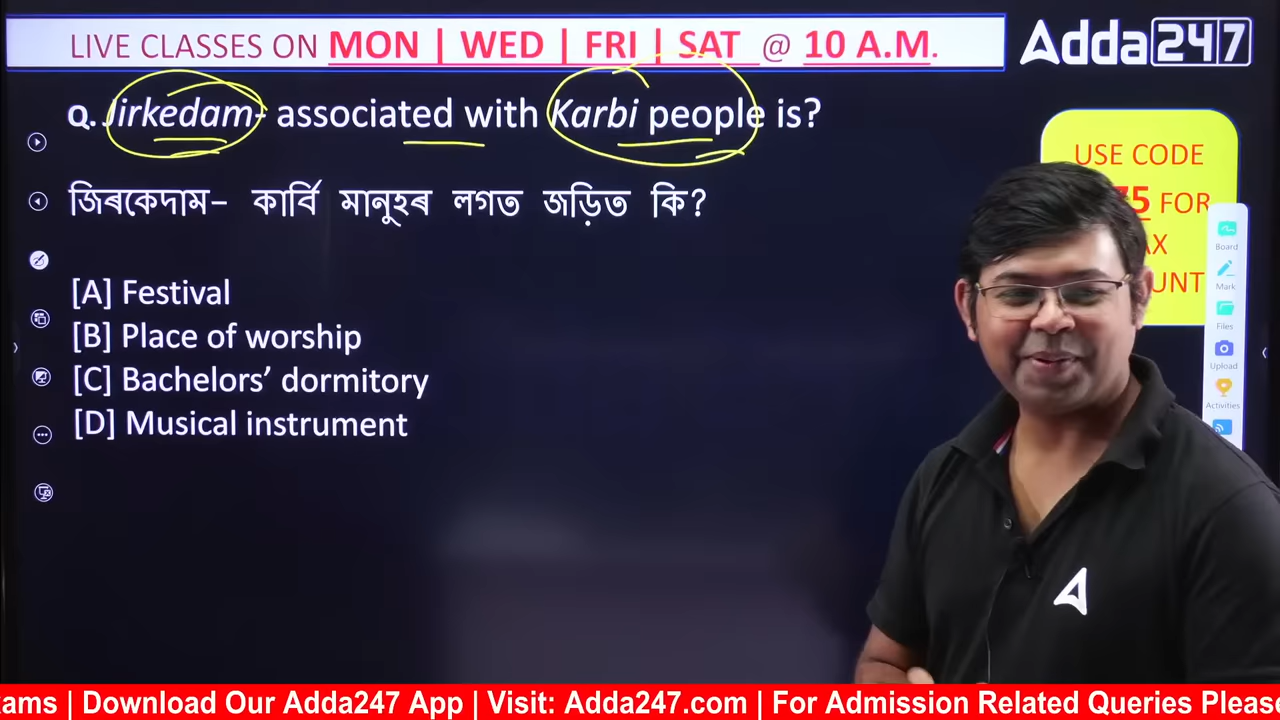 LIVE CLASSES ON MON | WED | FRI | SAT @ 10 A.M.
Adda247
Q. Jirkedam- associated with Karbi people is?
USE CODE
5 FOR
জিৰকেদাম– কাৰ্বি মানুহৰ লগত জড়িত কি?
Board
Mark
Files
Upload
Activities
[A] Festival
[B] Place of worship
[C] Bachelors’ dormitory
[D] Musical instrument
Download Our Adda247 App | Visit: Adda247.com | For Admission Related Queries